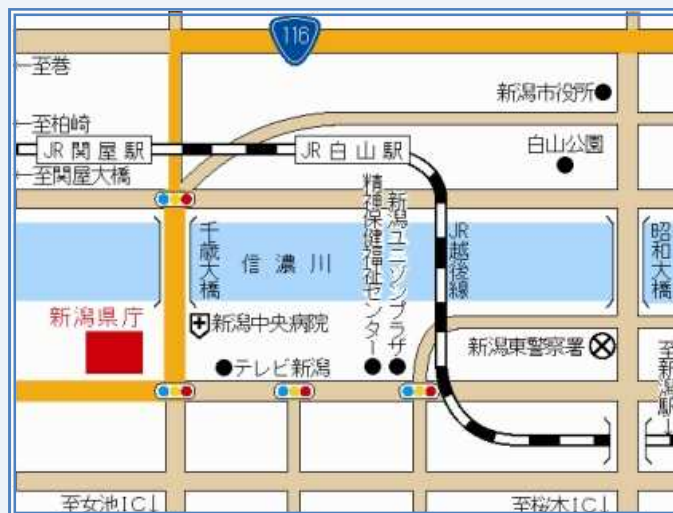 116
←至巻
新潟市役所
←至柏崎
JR関屋駅
JR白山駅
白山公園
←至関屋大橋
千歳大橋
信濃川
精神保健福祉センター
新潟ユニゾンプラザ
JR越後線
昭和大橋
新潟県庁
新潟中央病院
新潟東警察署
テレビ新潟
至新潟駅→
至女池IC↓
至桜木IC↓